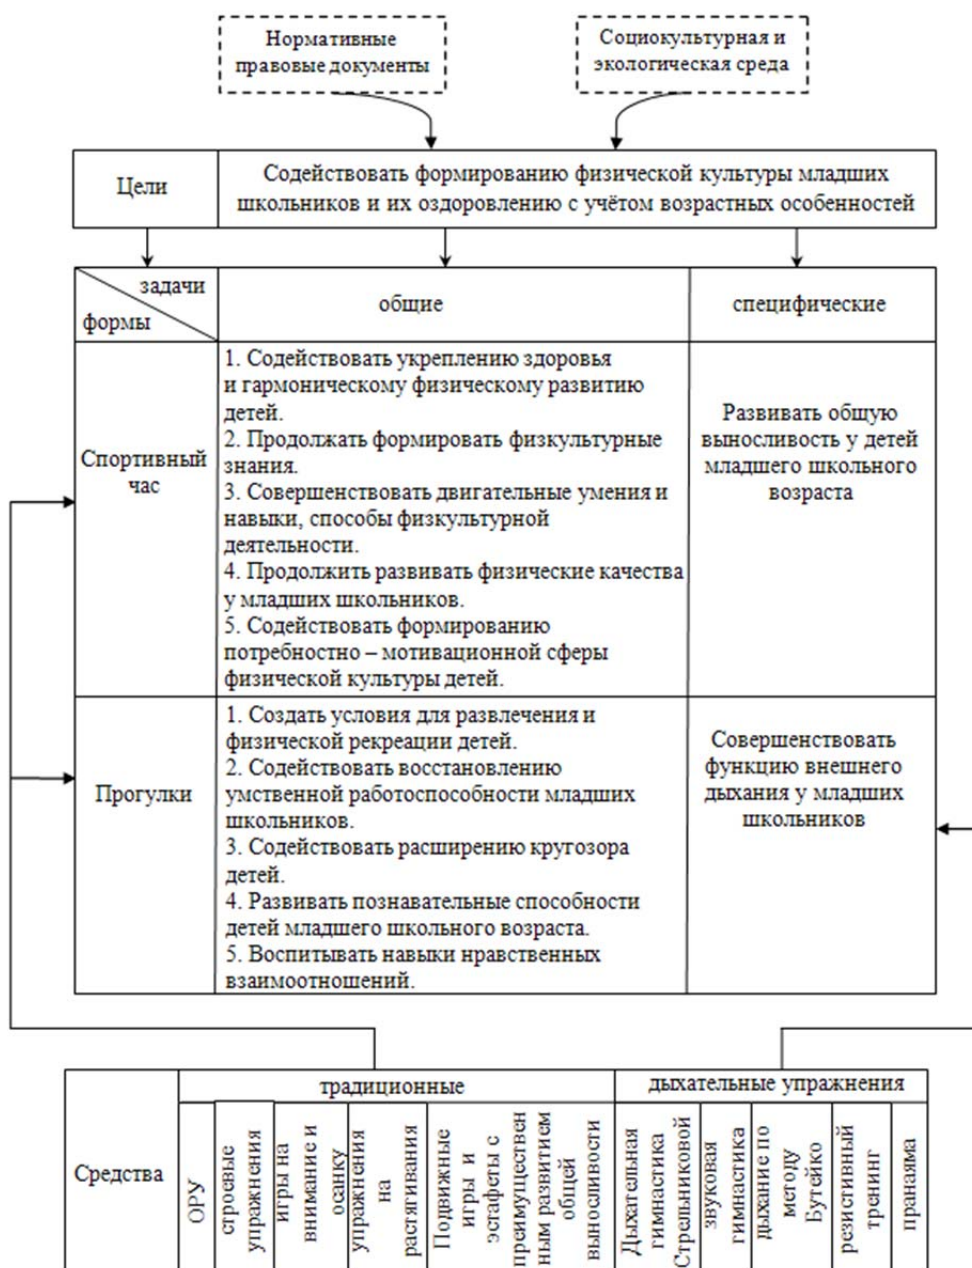 Нормативные
правовые документы
Социокультурная и
экологическая среда
Цели
Содействовать формированию физической культуры младших
школьников и их оздоровлению с учётом возрастных особенностей
задачи
формы
общие
специфические
Спортивный
час
1. Содействовать укреплению здоровья
и гармоническому физическому развитию
детей.
2. Продолжать формировать физкультурные
знания.
3. Совершенствовать двигательные умения и
навыки, способы физкультурной
деятельности.
4. Продолжить развивать физические качества
у младших школьников.
5. Содействовать формированию
потребностно – мотивационной сферы
физической культуры детей.
Развивать общую
выносливость у детей
младшего школьного
возраста
Прогулки
1. Создать условия для развлечения и
физической рекреации детей.
2. Содействовать восстановлению
умственной работоспособности младших
школьников.
3. Содействовать расширению кругозора
детей.
4. Развивать познавательные способности
детей младшего школьного возраста.
5. Воспитывать навыки нравственных
взаимоотношений.
Совершенствовать
функцию внешнего
дыхания у младших
школьников
Средства
традиционные
дыхательные упражнения
ОРУ
строевые
упражнения
игры на
внимание и
осанку
упражнения
на
растягивания
Подвижные
игры и
эстафеты с
преимуществен
ным развитием
общей
выносливости
Дыхательная
гимнастика
Стрельниковой
звуковая
гимнастика
дыхание по
методу
Бутейко
резистивный
тренинг
пранаяма